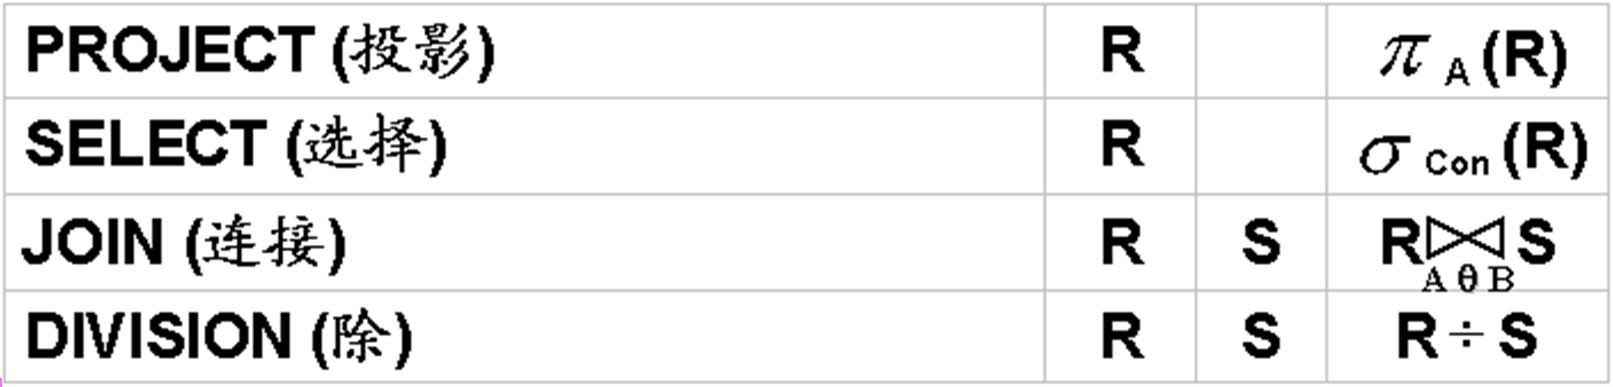 PROJECT (投影) R π A (R)
SELECT (选择) R σ Con (R)
JOIN (连接) R S R⋈S
A θ B
DIVISION (除) R S R ÷ S